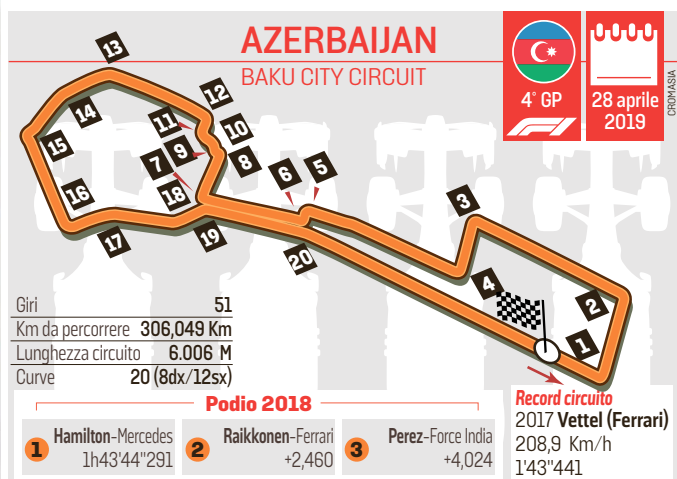 AZERBAIJAN
BAKU CITY CIRCUIT
4° GP
28 aprile
2019
CROMASIA
13
12
14
11
10
15
9
8
7
6
5
16
18
3
17
19
20
4
2
1
Giri 51
Km da percorrere 306,049 Km
Lunghezza circuito 6.006 M
Curve 20 (8dx/12sx)
Podio 2018
1 Hamilton-Mercedes
1h43'44"291
2 Raikkonen-Ferrari
+2,460
3 Perez-Force India
+4,024
Record circuito
2017 Vettel (Ferrari)
208,9 Km/h
1'43"441